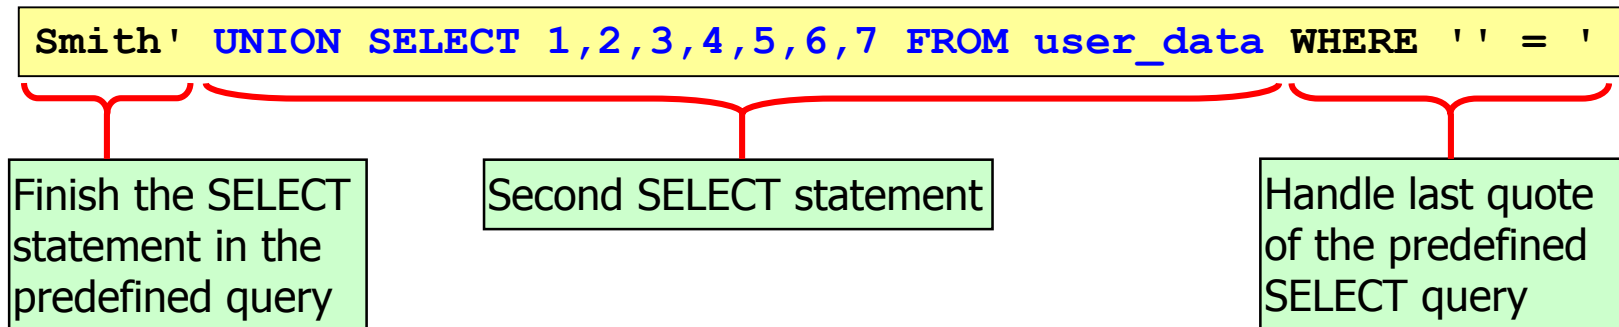 Smith' UNION SELECT 1,2,3,4,5,6,7 FROM user_data WHERE '' = '
Finish the SELECT
statement in the
predefined query
Second SELECT statement
Handle last quote
of the predefined
SELECT query